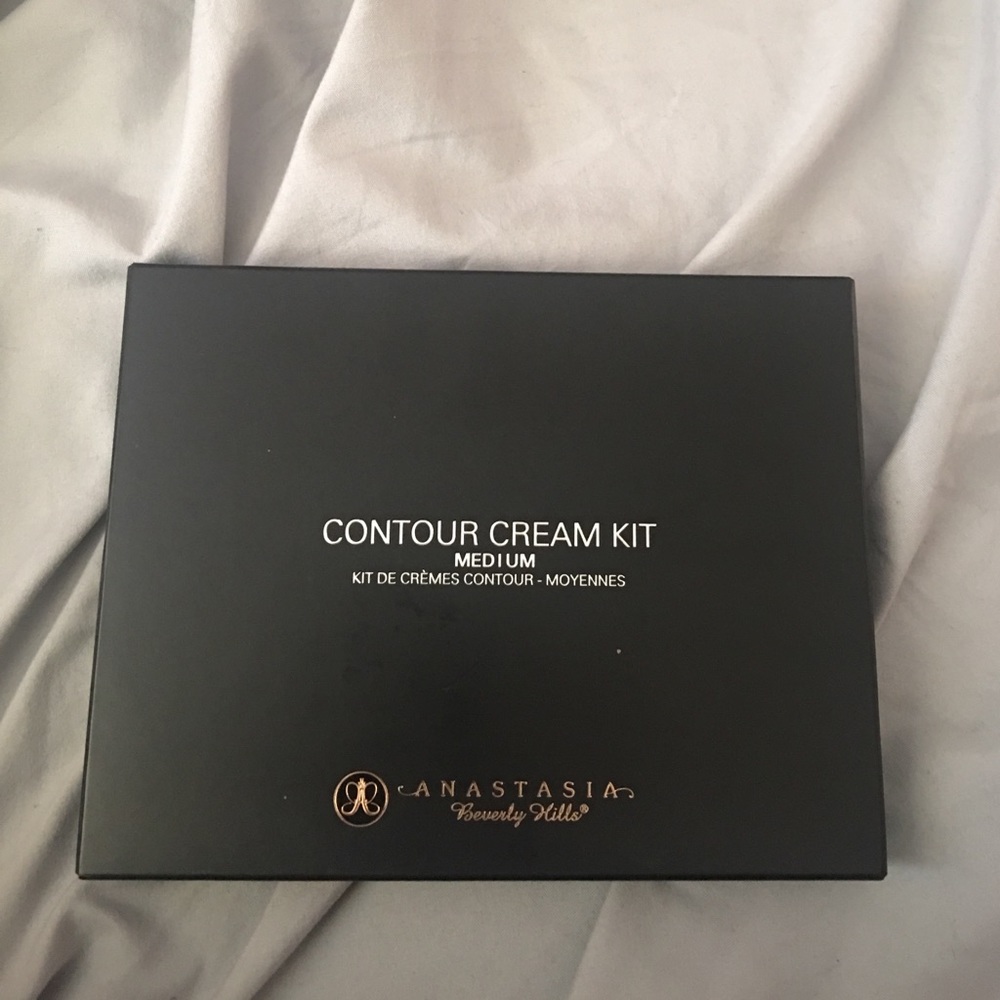 CONTOUR CREAM KIT
MEDIUM
KIT DE CRÈMES CONTOUR - MOYENNES
ANASTASIA
Beverly Hills®